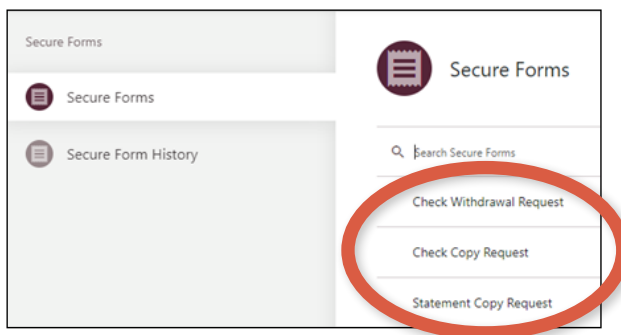 Secure Forms
Secure Forms
Secure Form History
Secure Forms
Search Secure Forms
Check Withdrawal Request
Check Copy Request
Statement Copy Request